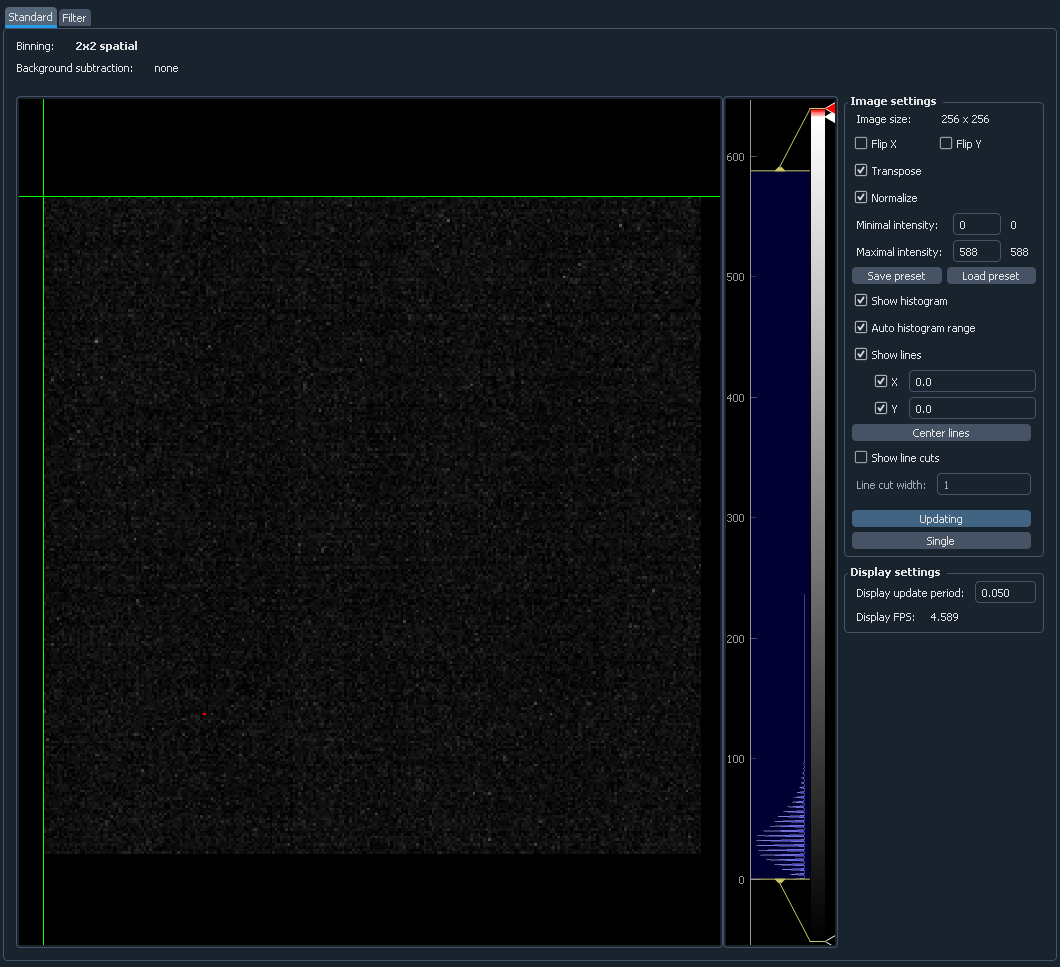 Standard Filter
Binning: 2x2 spatial
Background subtraction: none
600
500
400
300
200
100
0
Image settings
Image size: 256 x 256
Flip X Flip Y
Transpose
Normalize
Minimal intensity: 0 0
Maximal intensity: 588 588
Save preset Load preset
Show histogram
Auto histogram range
Show lines
X 0.0
Y 0.0
Center lines
Show line cuts
Line cut width: 1
Updating
Single
Display settings
Display update period: 0.050
Display FPS: 4.589